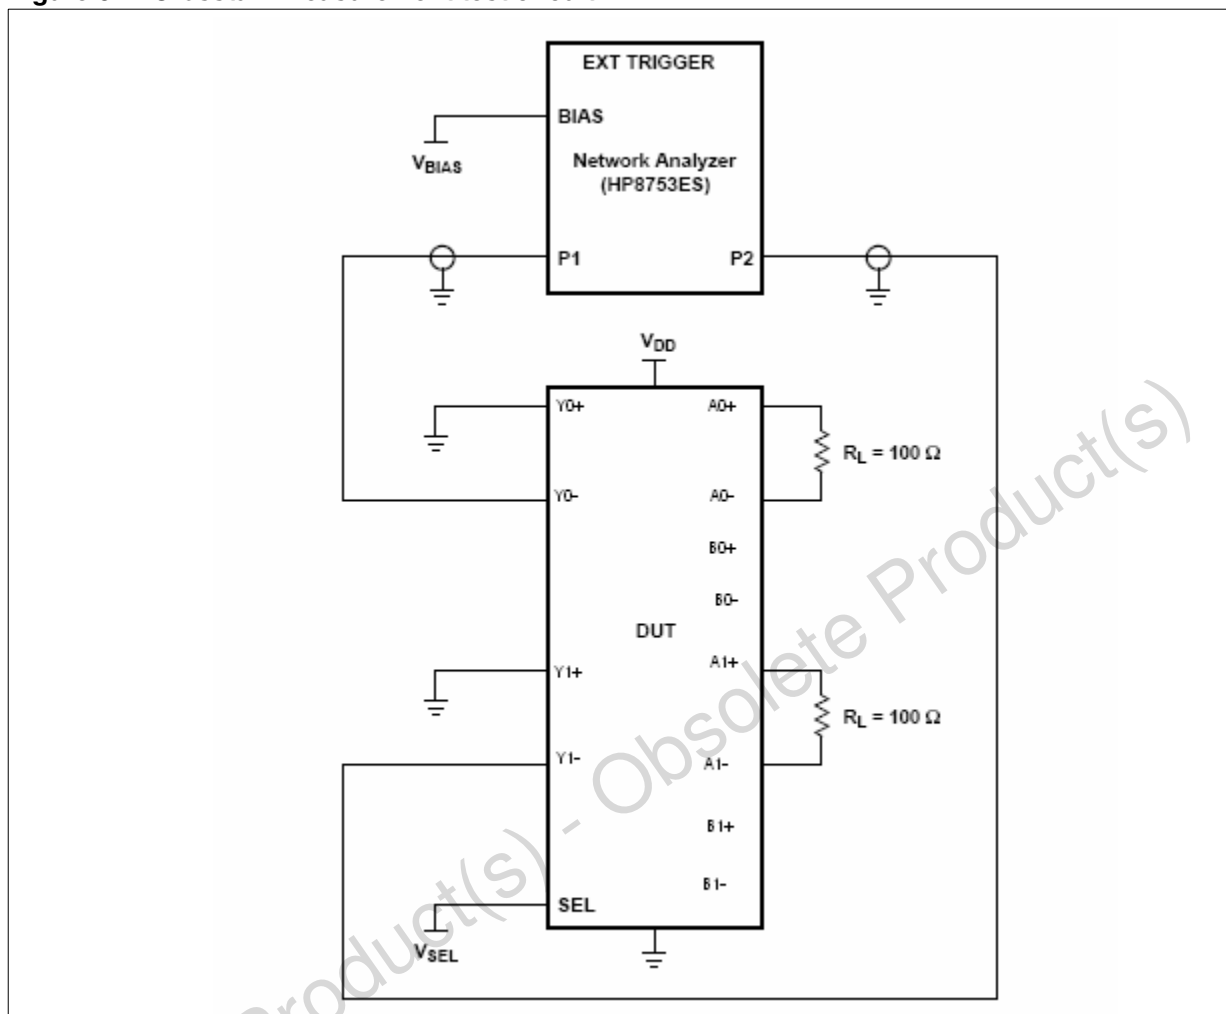 EXT TRIGGER
BIAS
VBIAS
Network Analyzer
(HP8753ES)
P1
P2
VDD
Y0+
A0+
RL = 100 Ω
Y0-
A0-
B0+
B0-
DUT
Y1+
A1+
RL = 100 Ω
Y1-
A1-
B1+
B1-
SEL
VSEL
Product(s) - Obsolete Product(s)